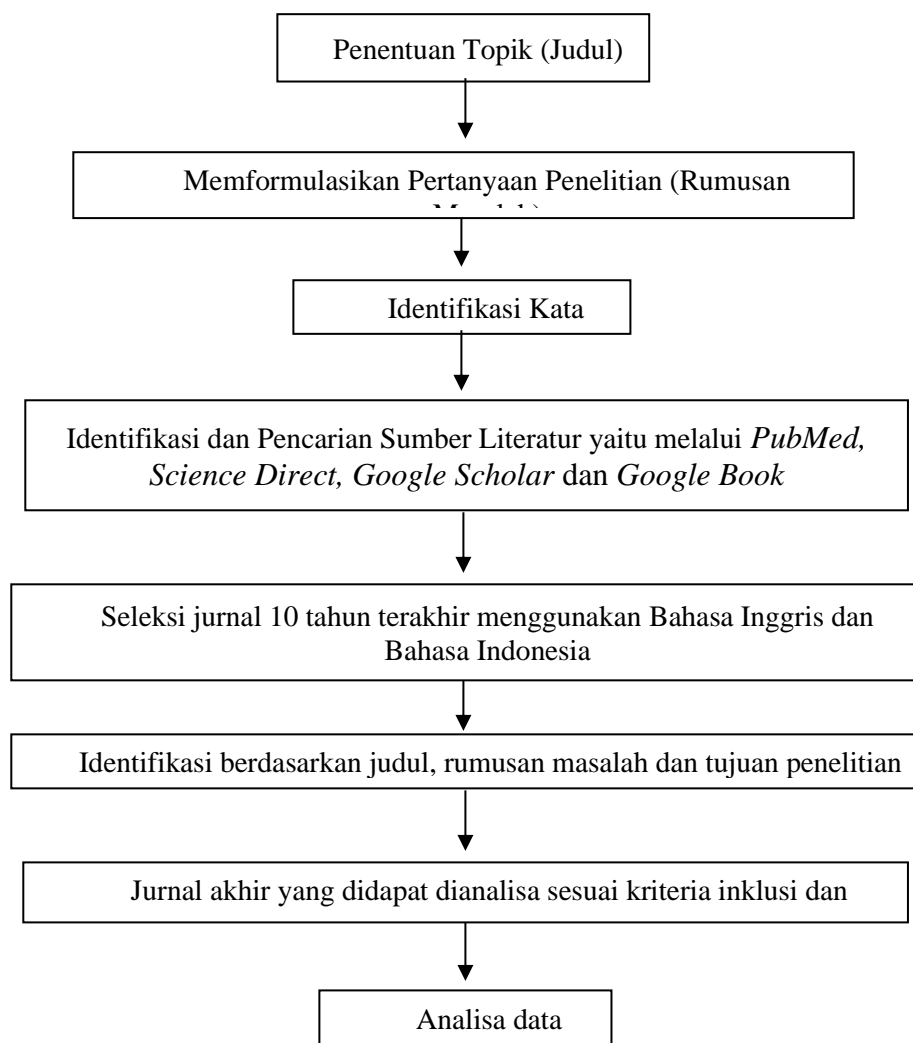 Penentuan Topik (Judul)
Memformulasikan Pertanyaan Penelitian (Rumusan
Identifikasi Kata
Identifikasi dan Pencarian Sumber Literatur yaitu melalui PubMed,
Science Direct, Google Scholar dan Google Book
Seleksi jurnal 10 tahun terakhir menggunakan Bahasa Inggris dan
Bahasa Indonesia
Identifikasi berdasarkan judul, rumusan masalah dan tujuan penelitian
Jurnal akhir yang didapat dianalisa sesuai kriteria inklusi dan
Analisa data